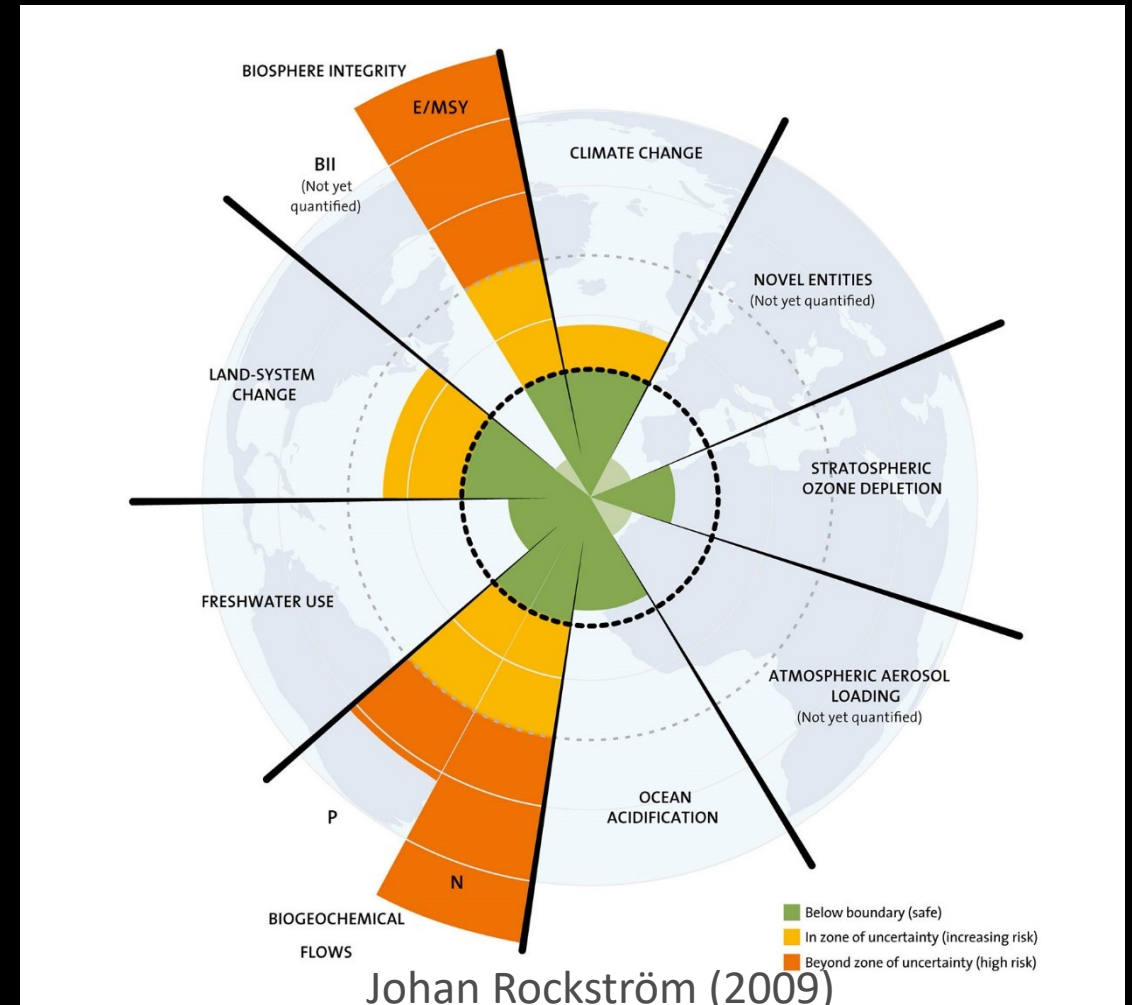 BIOSPHERE INTEGRITY
E/MSY
BII
(Not yet
quantified)
CLIMATE CHANGE
NOVEL ENTITIES
(Not yet quantified)
LAND-SYSTEM
CHANGE
STRATOSPHERIC
OZONE DEPLETION
FRESHWATER USE
ATMOSPHERIC AEROSOL
LOADING
(Not yet quantified)
OCEAN
ACIDIFICATION
P
N
BIOGEOCHEMICAL
FLOWS
Below boundary (safe)
In zone of uncertainty (increasing risk)
Beyond zone of uncertainty (high risk)
Johan Rockström (2009)